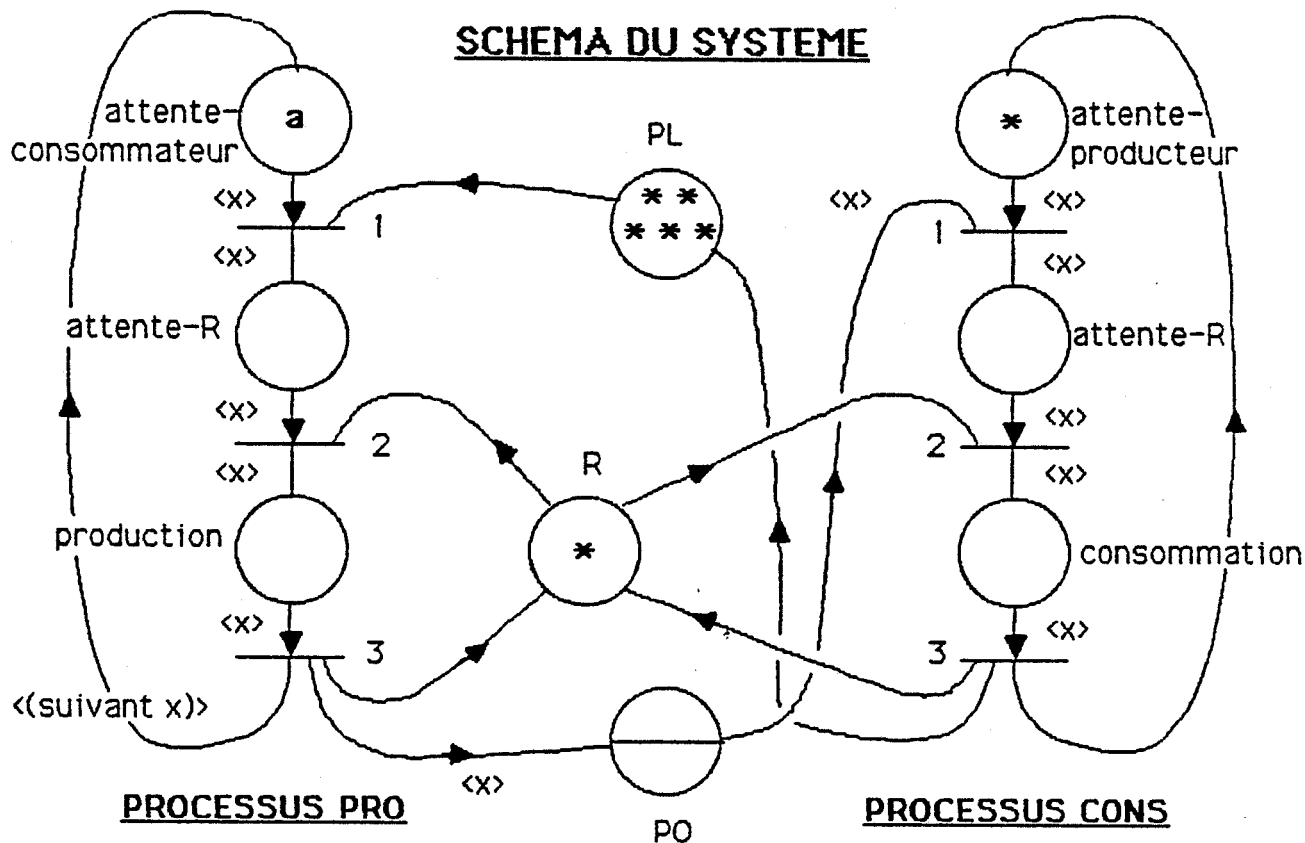 SCHEMA DU SYSTEME
attente-
consommateur
a
*
attente-
producteur
PL
* *
* * *
<x>
1
<x>
<x>
1
<x>
<x>
<x>
attente-R
attente-R
<x>
2
<x>
<x>
2
<x>
R
*
production
consommation
<x>
3
<x>
3
<(suivant x)>
<x>
PO
PROCESSUS PRO
PROCESSUS CONS